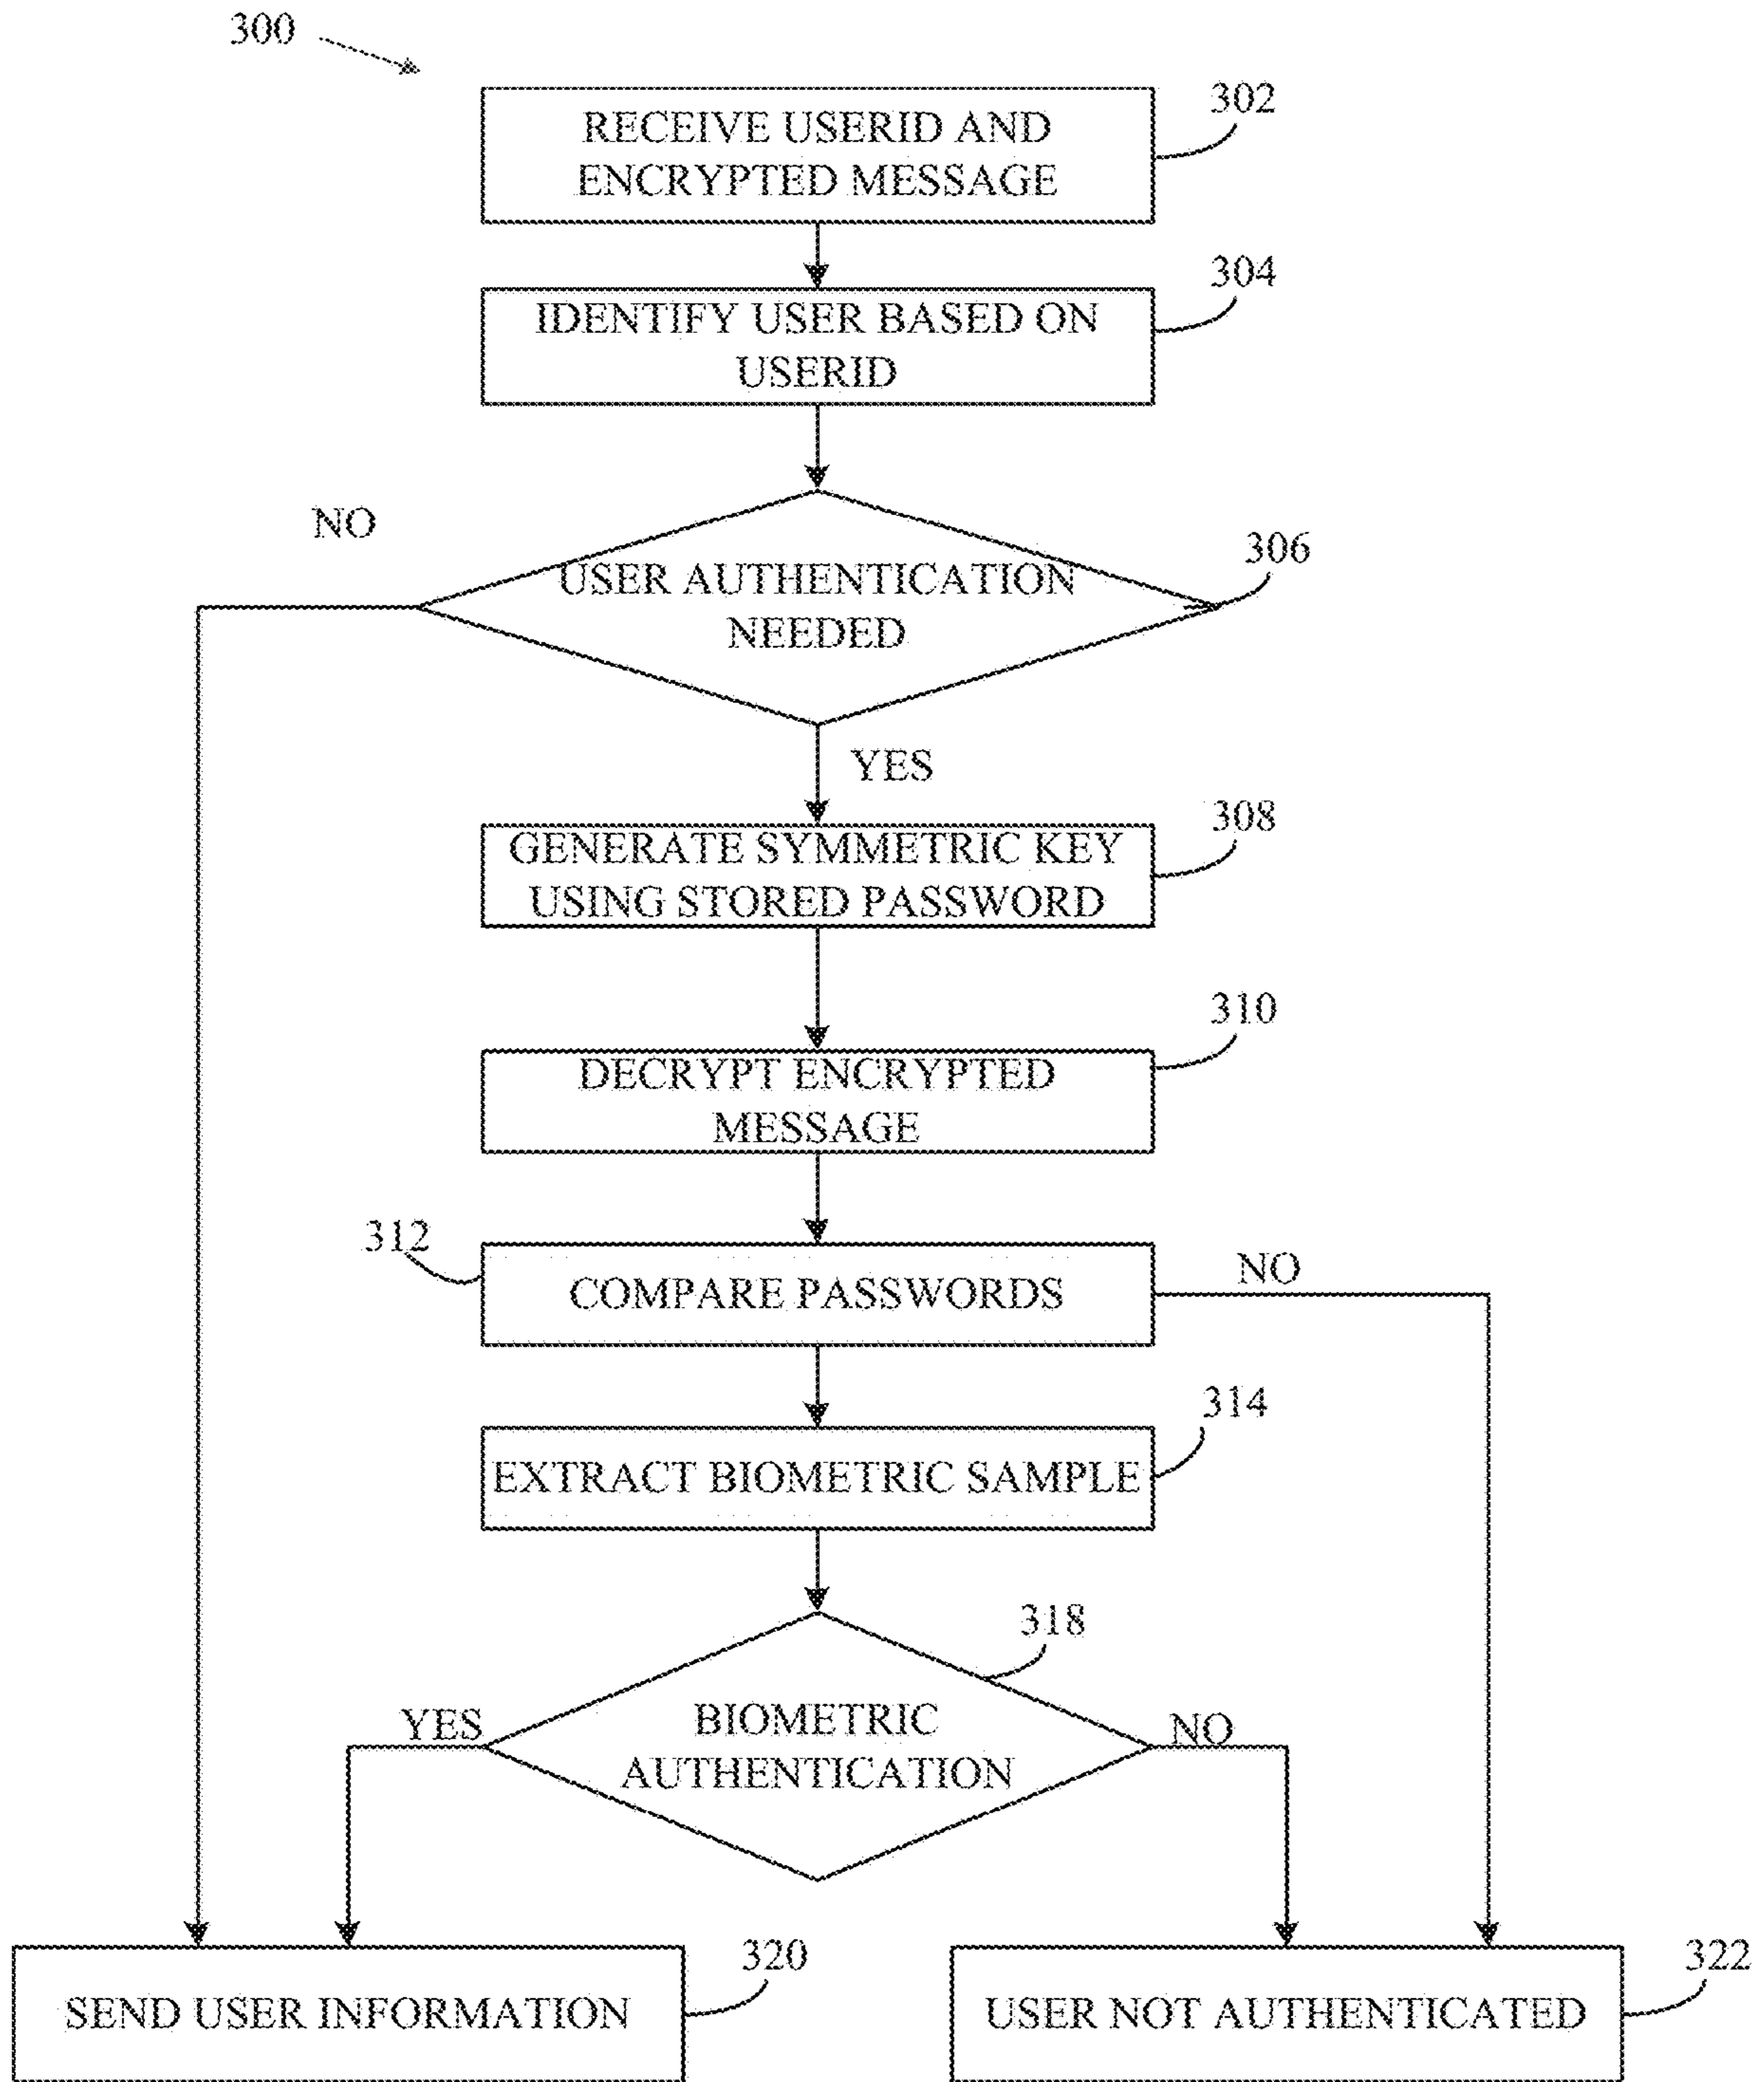 300
302
RECEIVE USERID AND
ENCRYPTED MESSAGE
304
IDENTIFY USER BASED ON
USERID
NO
306
USER AUTHENTICATION
NEEDED
YES
308
GENERATE SYMMETRIC KEY
USING STORED PASSWORD
310
DECRYPT ENCRYPTED
MESSAGE
312
COMPARE PASSWORDS
NO
314
EXTRACT BIOMETRIC SAMPLE
318
YES
BIOMETRIC
AUTHENTICATION
NO
320
SEND USER INFORMATION
322
USER NOT AUTHENTICATED